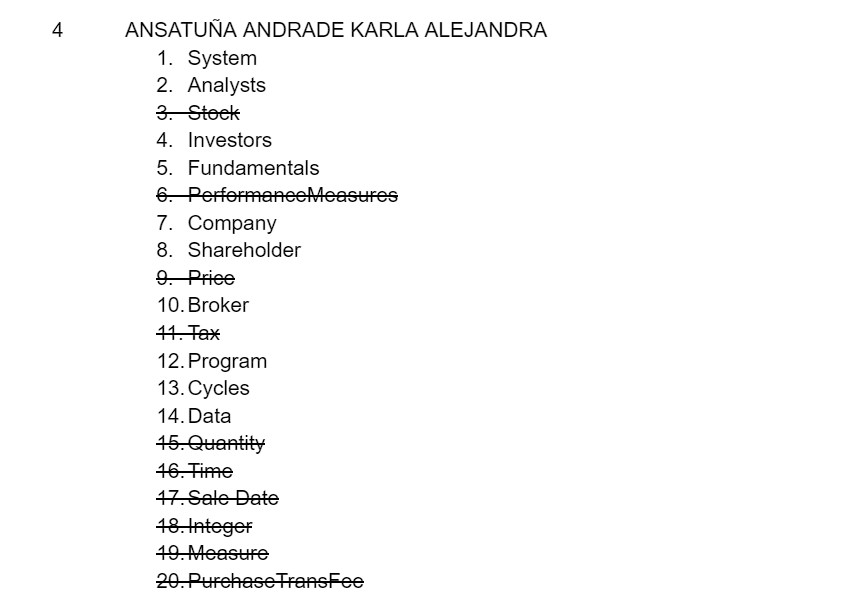 4 ANSATUÑA ANDRADE KARLA ALEJANDRA
1. System
2. Analysts
3. Stock
4. Investors
5. Fundamentals
6. PerformanceMeasures
7. Company
8. Shareholder
9. Price
10. Broker
11. Tax
12. Program
13. Cycles
14. Data
15. Quantity
16. Time
17. Sale Date
18. Integer
19. Measure
20. PurchaseTransFee